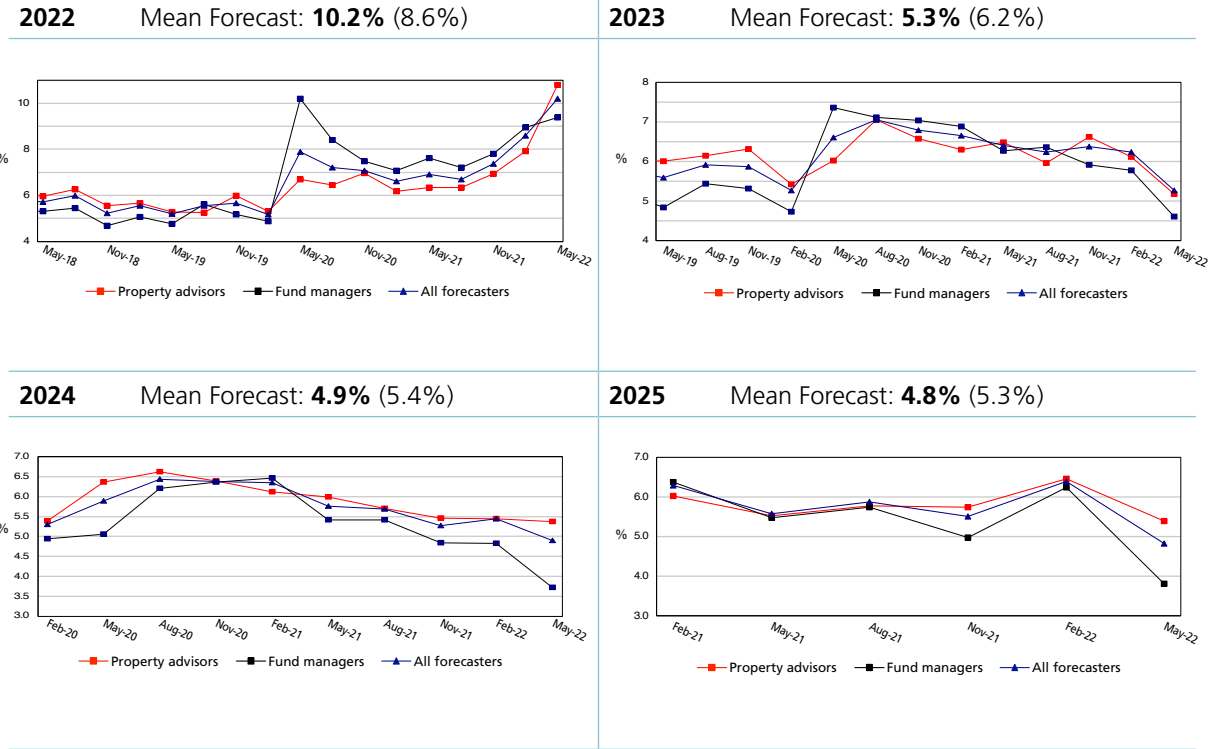 2022 Mean Forecast: 10.2% (8.6%)
10
8
%
6
4
May-18 Nov-18 May-19 Nov-19 May-20 Nov-20 May-21 Nov-21 May-22
Property advisors Fund managers All forecasters
2023 Mean Forecast: 5.3% (6.2%)
8
7
%
6
5
4
May-19 Aug-19 Nov-19 Feb-20 May-20 Aug-20 Nov-20 Feb-21 May-21 Aug-21 Nov-21 Feb-22 May-22
Property advisors Fund managers All forecasters
2024 Mean Forecast: 4.9% (5.4%)
7.0
6.5
6.0
5.5
%
5.0
4.5
4.0
3.5
3.0
Feb-20 May-20 Aug-20 Nov-20 Feb-21 May-21 Aug-21 Nov-21 Feb-22 May-22
Property advisors Fund managers All forecasters
2025 Mean Forecast: 4.8% (5.3%)
7.0
6.0
%
5.0
4.0
3.0
Feb-21 May-21 Aug-21 Nov-21 Feb-22 May-22
Property advisors Fund managers All forecasters